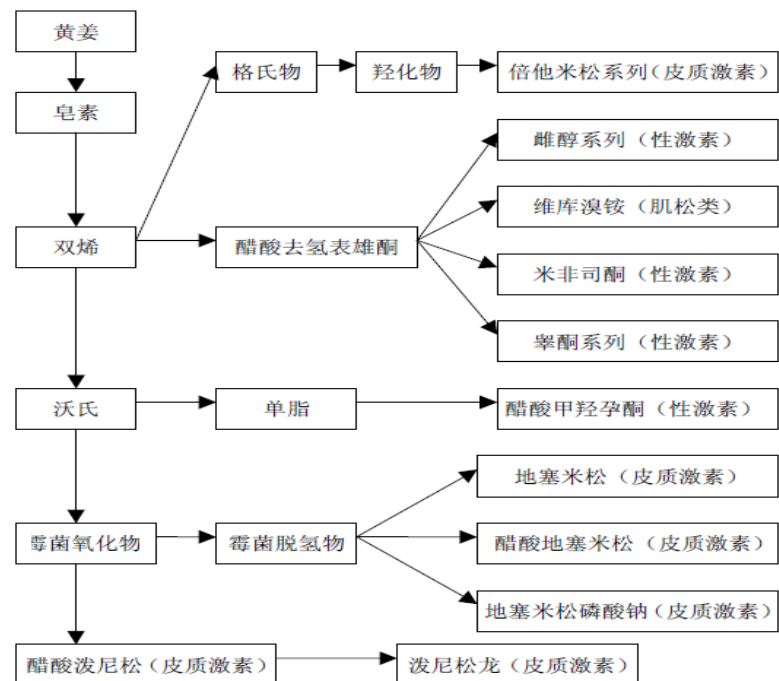 黄姜
格氏物
羟化物
倍他米松系列(皮质激素)
皂素
雌醇系列（性激素）
维库溴铵（肌松类）
双烯
醋酸去氢表雄酮
米非司酮（性激素）
睾酮系列（性激素）
沃氏
单脂
醋酸甲羟孕酮（性激素）
地塞米松（皮质激素）
霉菌氧化物
霉菌脱氢物
醋酸地塞米松（皮质激素）
地塞米松磷酸钠（皮质激素）
醋酸泼尼松（皮质激素）
泼尼松龙（皮质激素）